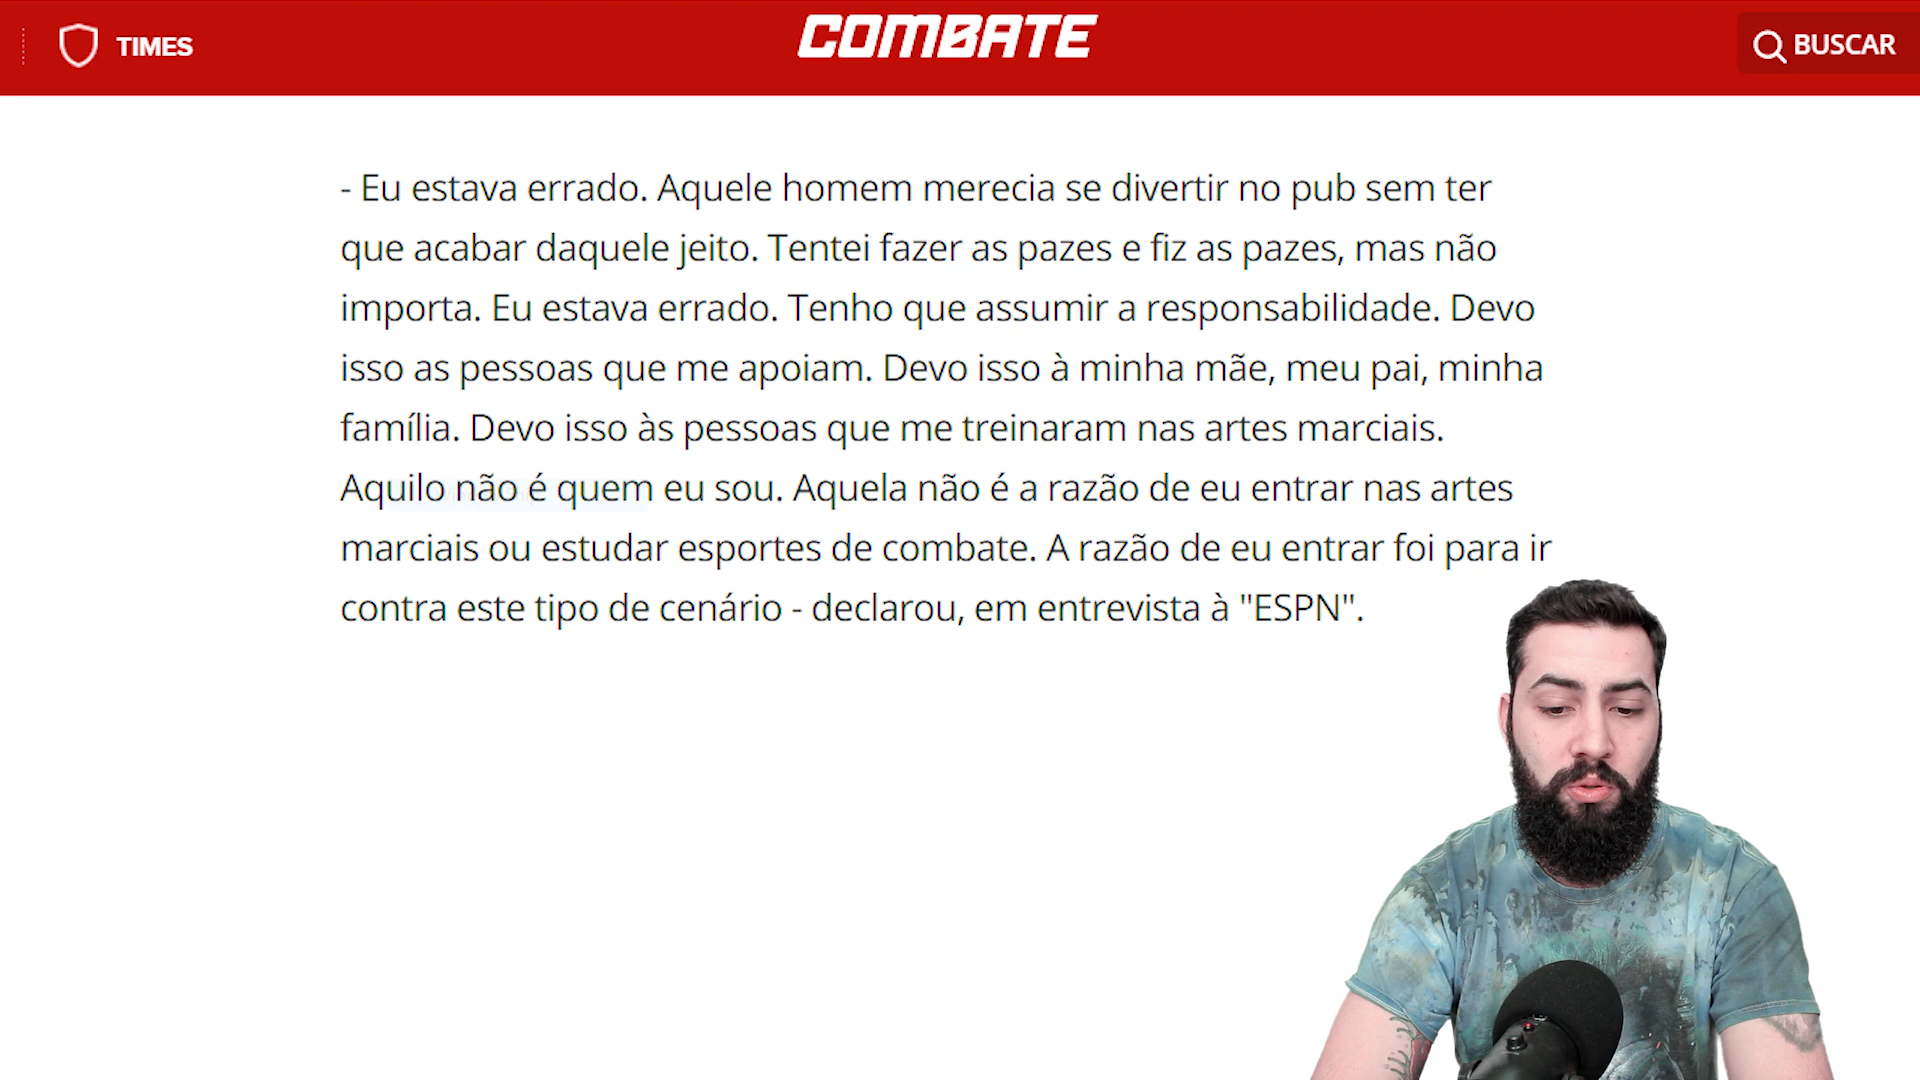 TIMES
COMBATE
BUSCAR
- Eu estava errado. Aquele homem merecia se divertir no pub sem ter
que acabar daquele jeito. Tentei fazer as pazes e fiz as pazes, mas não
importa. Eu estava errado. Tenho que assumir a responsabilidade. Devo
isso as pessoas que me apoiam. Devo isso à minha mãe, meu pai, minha
família. Devo isso às pessoas que me treinaram nas artes marciais.
Aquilo não é quem eu sou. Aquela não é a razão de eu entrar nas artes
marciais ou estudar esportes de combate. A razão de eu entrar foi para ir
contra este tipo de cenário - declarou, em entrevista à "ESPN".